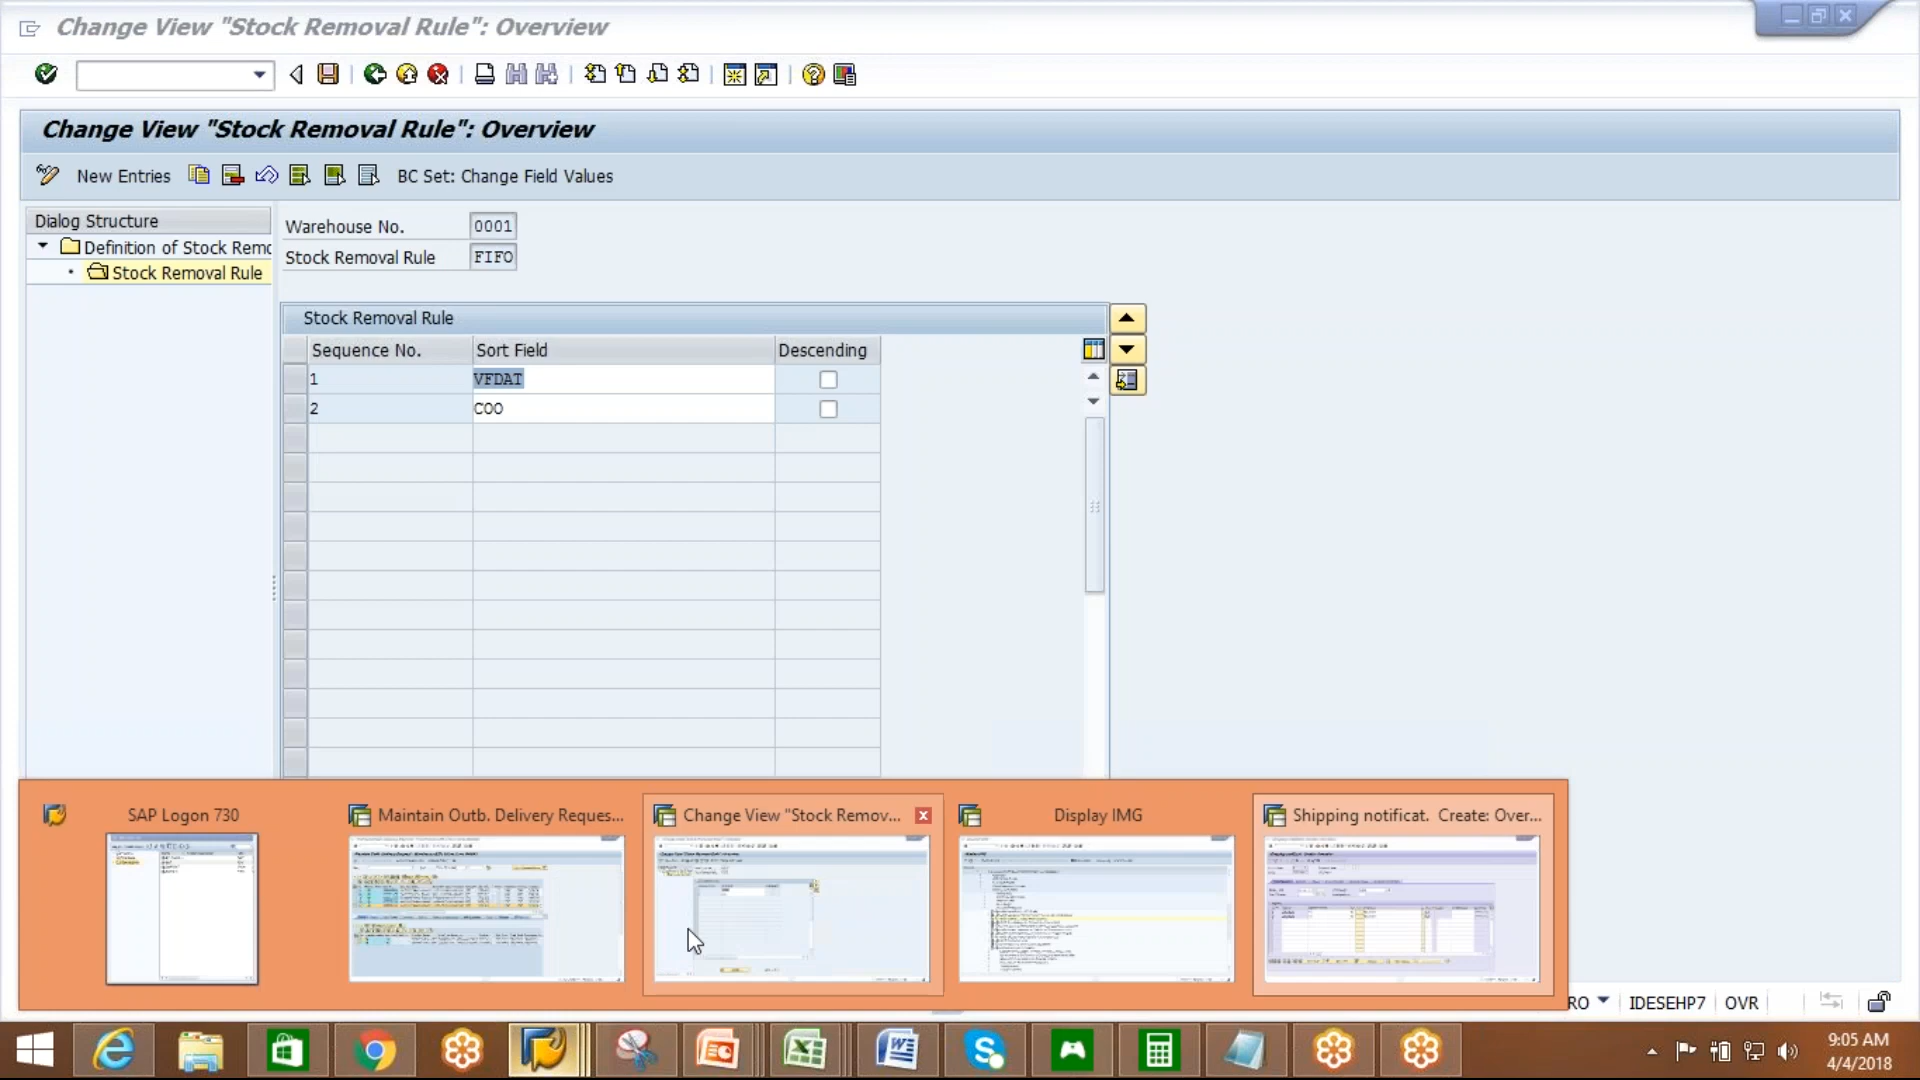 Change View "Stock Removal Rule": Overview
Change View "Stock Removal Rule": Overview
New Entries
BC Set: Change Field Values
Dialog Structure
Definition of Stock Remo
Stock Removal Rule
Warehouse No. 0001
Stock Removal Rule FIFO
Stock Removal Rule
Sequence No. Sort Field Descending
1 VFDAT
2 COO
SAP Logon 730
Maintain Outb. Delivery Reques...
Change View "Stock Remov...
Display IMG
Shipping notificat. Create: Over...
RO IDESEHP7 OVR
9:05 AM
4/4/2018